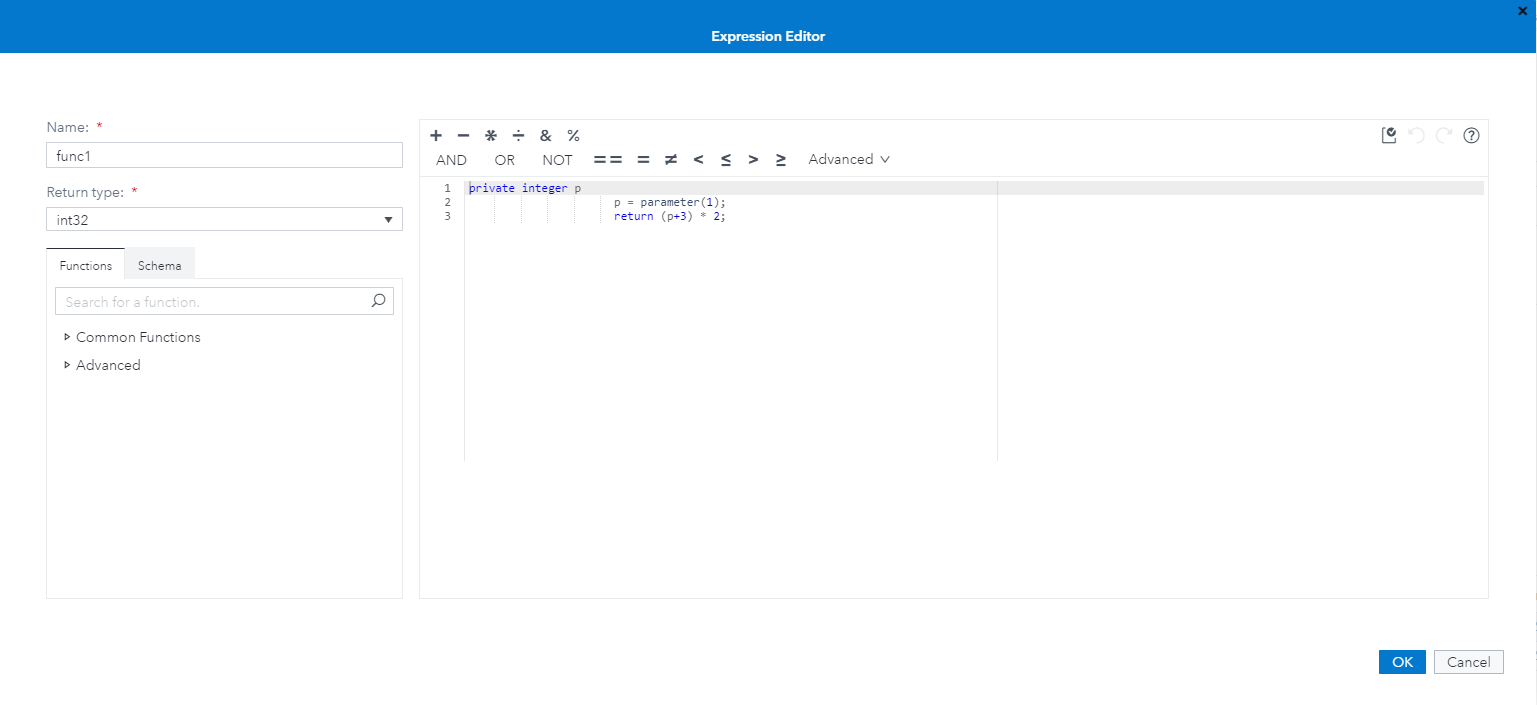 Expression Editor
Name: *
func1
Return type: *
int32
Functions Schema
Search for a function.
Common Functions
Advanced
+ − * ÷ & %
AND OR NOT == = ≠ < ≤ > ≥ Advanced
1 private integer p
2 p = parameter(1);
3 return (p+3) * 2;
OK Cancel